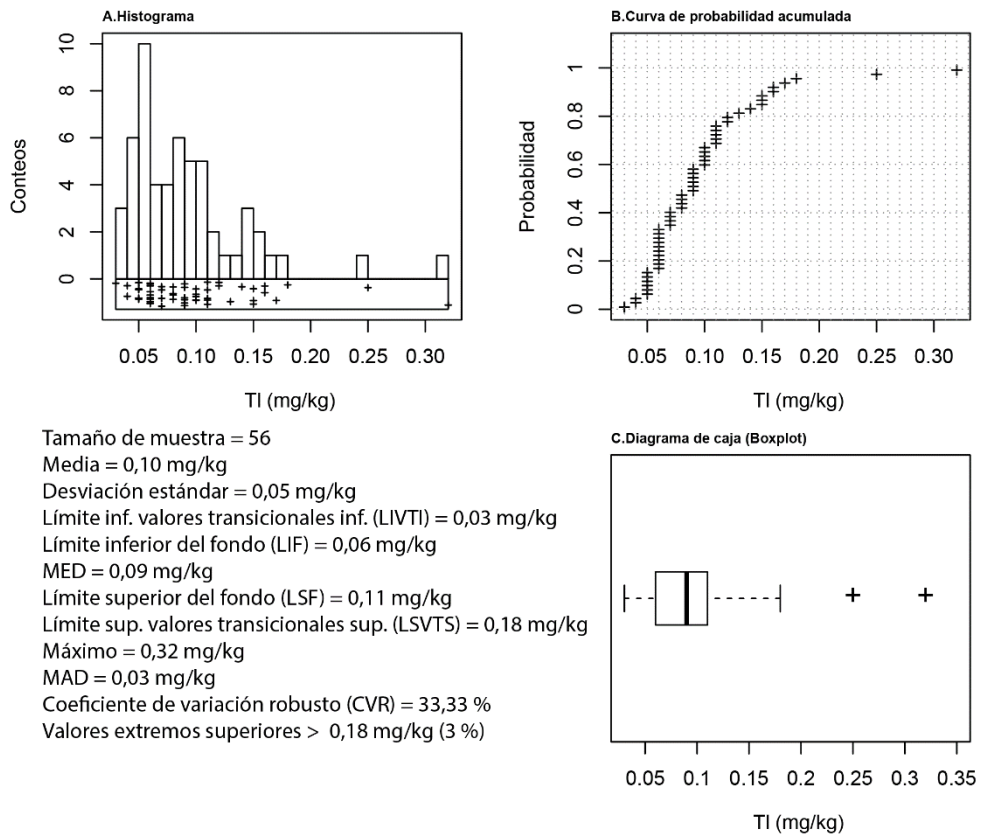 A.Histograma
10
8
6
4
2
0
Conteos
0.05 0.10 0.15 0.20 0.25 0.30
Tl (mg/kg)
B.Curva de probabilidad acumulada
1
0.8
0.6
0.4
0.2
0
Probabilidad
0.05 0.10 0.15 0.20 0.25 0.30
Tl (mg/kg)
Tamaño de muestra = 56
Media = 0,10 mg/kg
Desviación estándar = 0,05 mg/kg
Límite inf. valores transicionales inf. (LIVTI) = 0,03 mg/kg
Límite inferior del fondo (LIF) = 0,06 mg/kg
MED = 0,09 mg/kg
Límite superior del fondo (LSF) = 0,11 mg/kg
Límite sup. valores transicionales sup. (LSVTS) = 0,18 mg/kg
Máximo = 0,32 mg/kg
MAD = 0,03 mg/kg
Coeficiente de variación robusto (CVR) = 33,33 %
Valores extremos superiores > 0,18 mg/kg (3 %)
C.Diagrama de caja (Boxplot)
0.05 0.1 0.15 0.2 0.25 0.3 0.35
Tl (mg/kg)